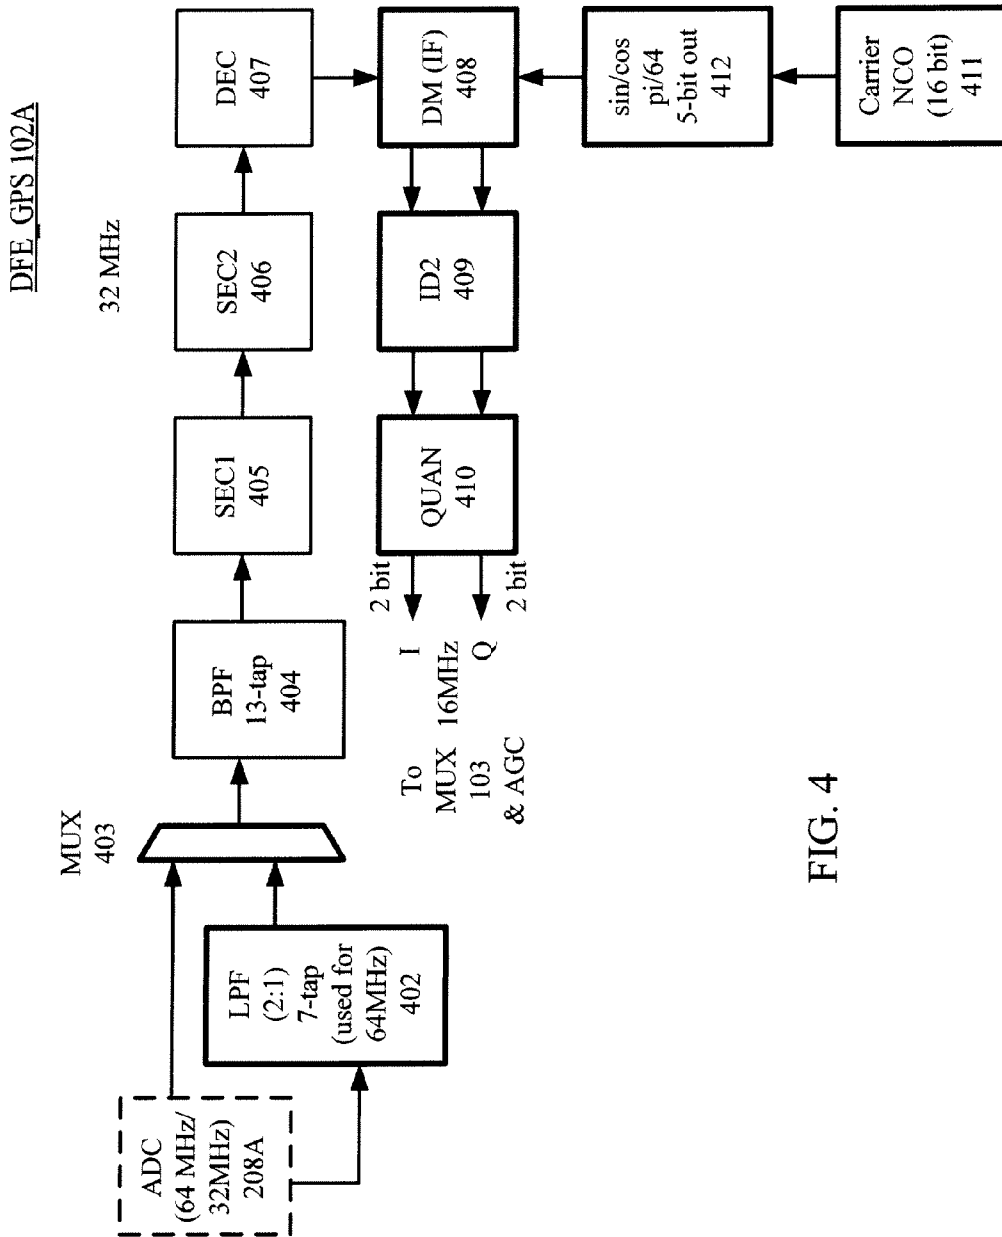 DFE_GPS 102A
32 MHz
ADC
(64 MHz/
32MHz)
208A
LPF
(2:1)
7-tap
(used for
64MHz)
402
MUX
403
BPF
13-tap
404
SEC1
405
SEC2
406
DEC
407
DM (IF)
408
ID2
409
QUAN
410
2 bit
2 bit
I
16MHz
Q
To
MUX
103
& AGC
sin/cos
pi/64
5-bit out
412
Carrier
NCO
(16 bit)
411
FIG. 4